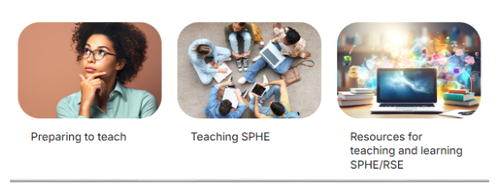 Preparing to teach
Teaching SPHE
Resources for
teaching and learning
SPHE/RSE